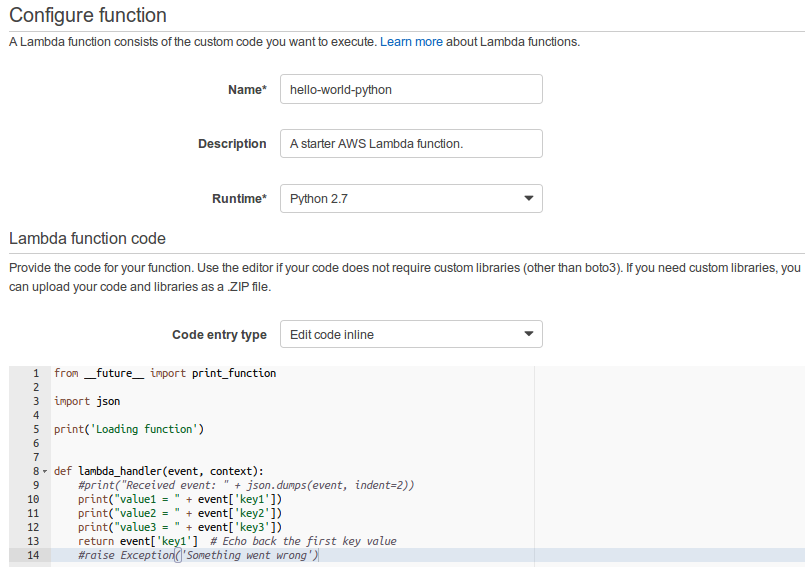 Configure function
A Lambda function consists of the custom code you want to execute. Learn more about Lambda functions.
Name* hello-world-python
Description A starter AWS Lambda function.
Runtime* Python 2.7
Lambda function code
Provide the code for your function. Use the editor if your code does not require custom libraries (other than boto3). If you need custom libraries, you
can upload your code and libraries as a .ZIP file.
Code entry type Edit code inline
1 from __future__ import print_function
2
3 import json
4
5 print('Loading function')
6
7
8 def lambda_handler(event, context):
9     #print("Received event: " + json.dumps(event, indent=2))
10     print("value1 = " + event['key1'])
11     print("value2 = " + event['key2'])
12     print("value3 = " + event['key3'])
13     return event['key1']  # Echo back the first key value
14     #raise Exception('Something went wrong')